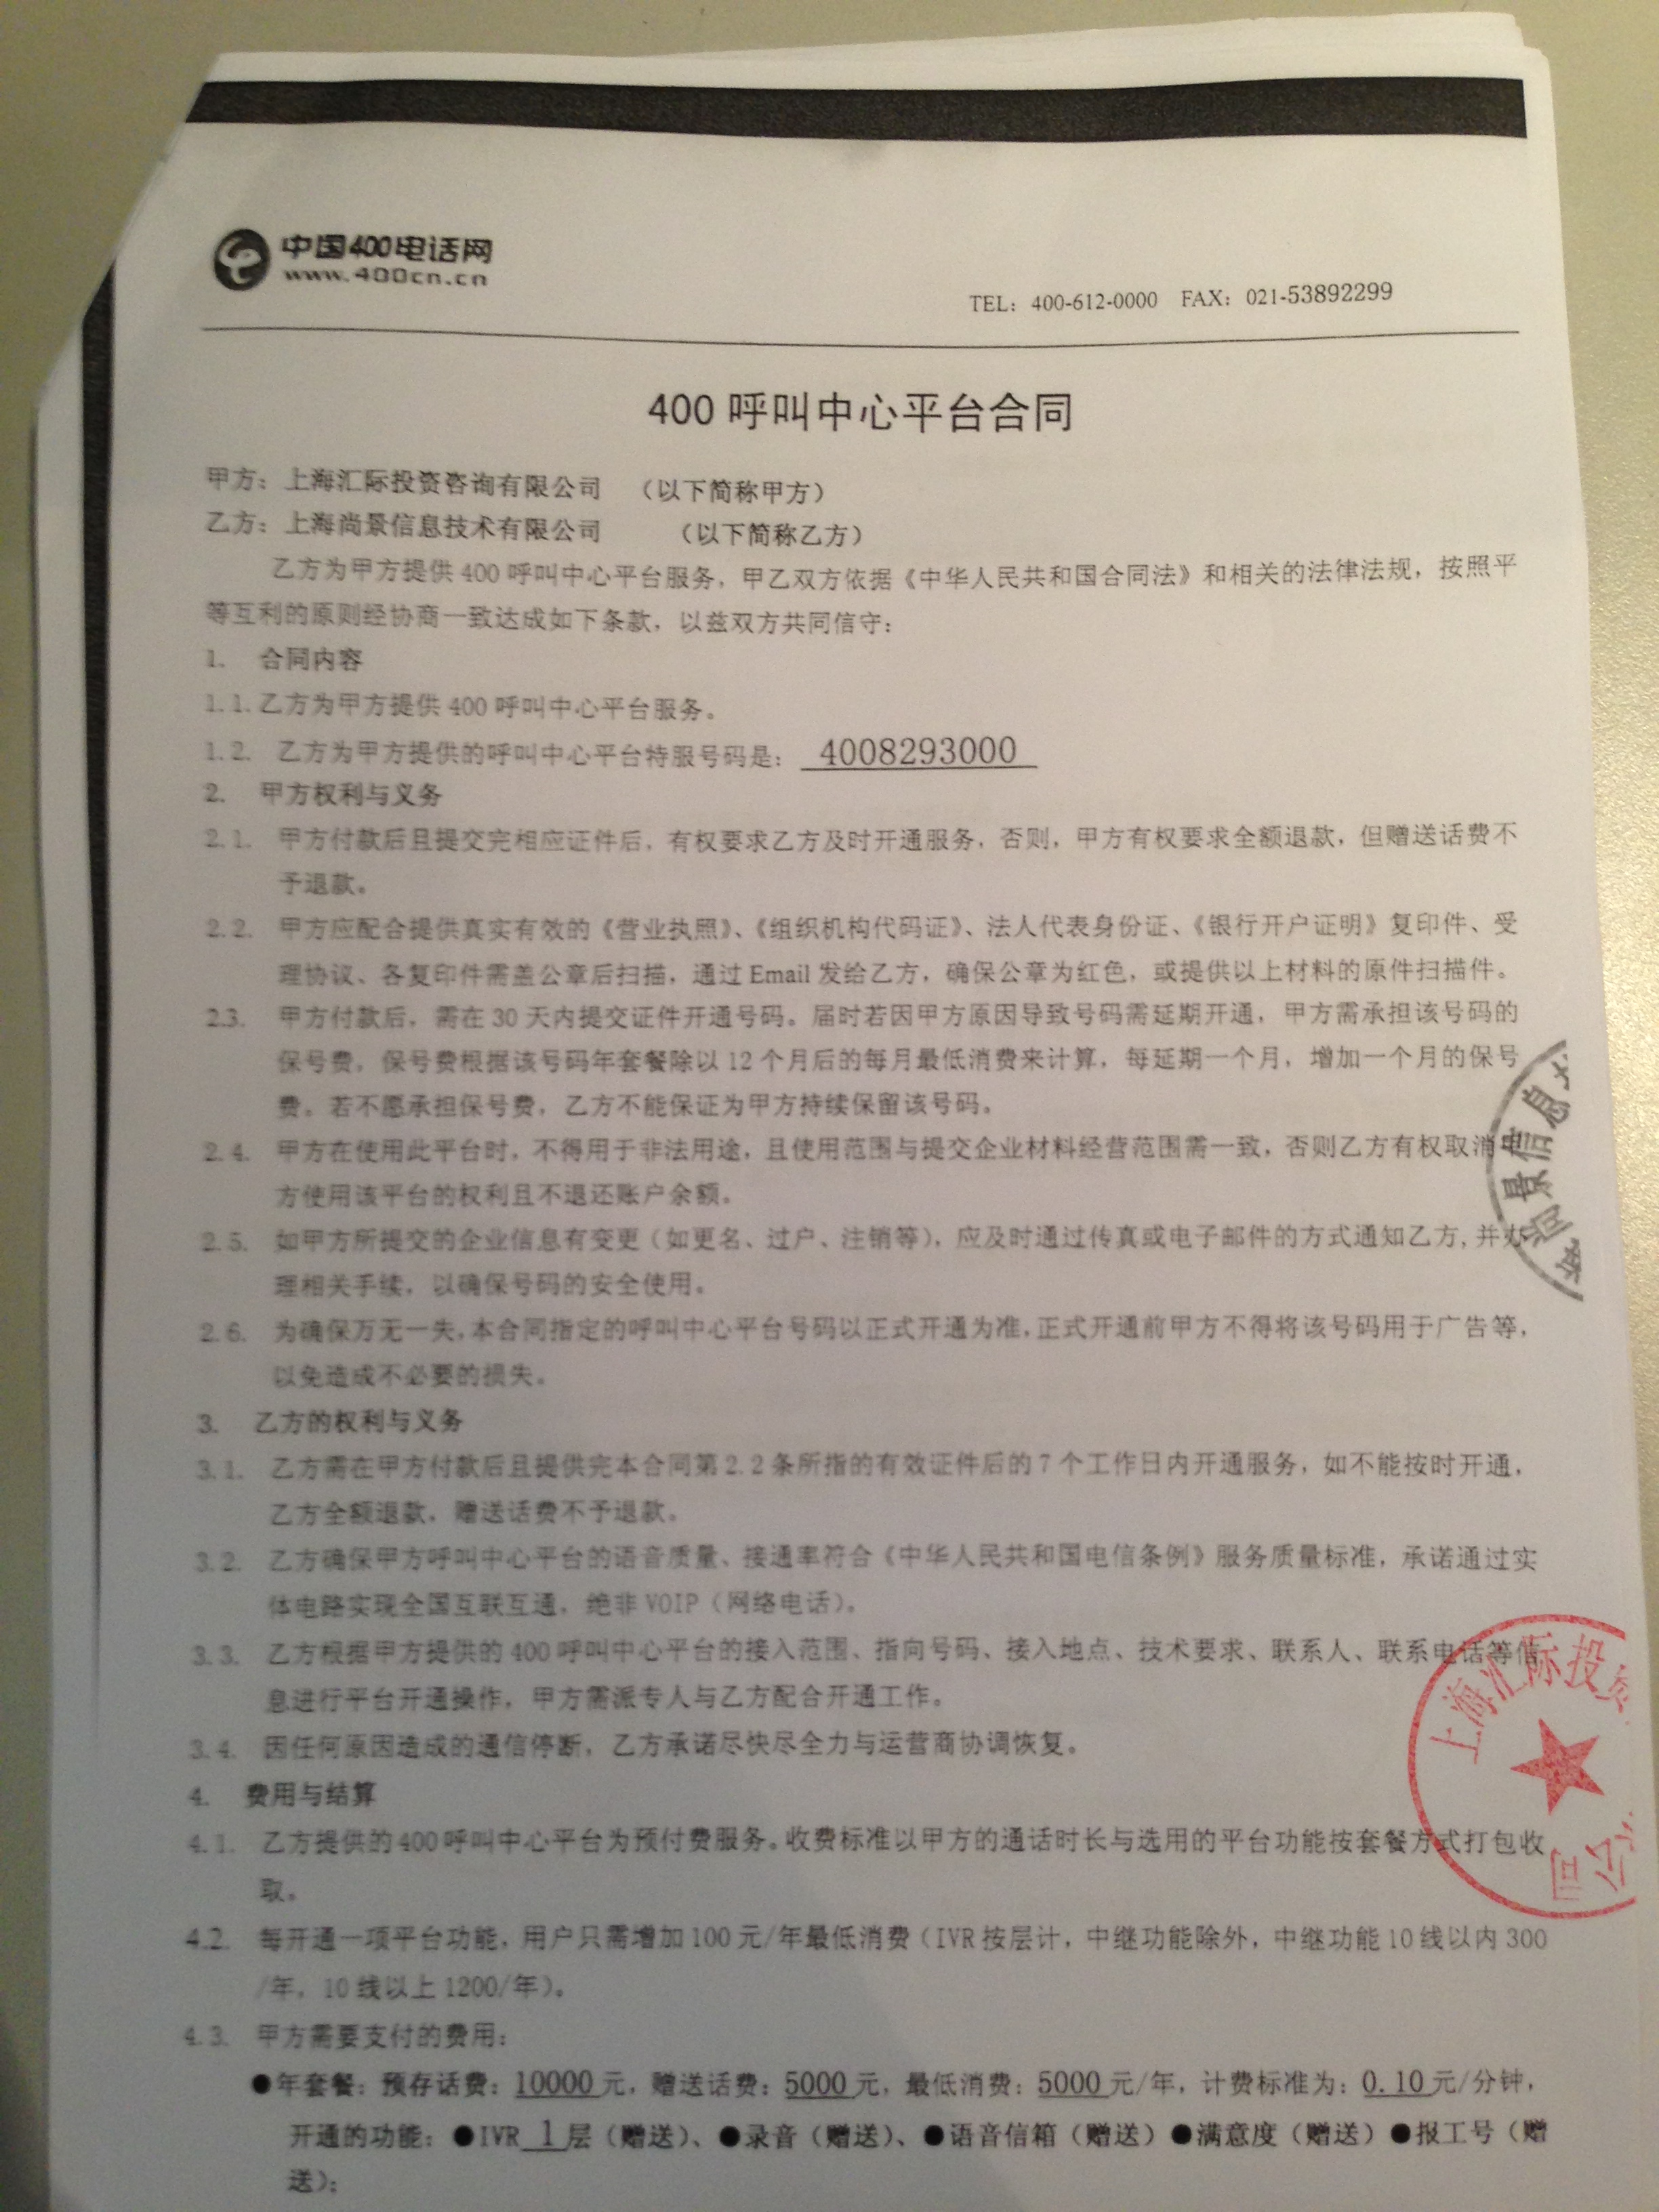 中国400电话网
www.400cn.cn
TEL：400-612-0000 FAX：021-53892299
400 呼叫中心平台合同
甲方：上海汇际投资咨询有限公司 （以下简称甲方）
乙方：上海尚景信息技术有限公司 （以下简称乙方）
乙方为甲方提供 400 呼叫中心平台服务，甲乙双方依据《中华人民共和国合同法》和相关的法律法规，按照平
等互利的原则经协商一致达成如下条款，以兹双方共同信守：
1. 合同内容
1.1.乙方为甲方提供 400 呼叫中心平台服务。
1.2. 乙方为甲方提供的呼叫中心平台特服号码是： 4008293000
2. 甲方权利与义务
2.1. 甲方付款后且提交完相应证件后，有权要求乙方及时开通服务，否则，甲方有权要求全额退款，但赠送话费不
予退款。
2.2. 甲方应配合提供真实有效的《营业执照》、《组织机构代码证》、法人代表身份证、《银行开户证明》复印件、受
理协议、各复印件需盖公章后扫描，通过 Email 发给乙方，确保公章为红色，或提供以上材料的原件扫描件。
2.3. 甲方付款后，需在 30 天内提交证件开通号码。届时若因甲方原因导致号码需延期开通，甲方需承担该号码的
保号费，保号费根据该号码年套餐除以 12 个月后的每月最低消费来计算，每延期一个月，增加一个月的保号
费。若不愿承担保号费，乙方不能保证为甲方持续保留该号码。
2.4. 甲方在使用此平台时，不得用于非法用途，且使用范围与提交企业材料经营范围需一致，否则乙方有权取消
方使用该平台的权利且不退还账户余额。
2.5. 如甲方所提交的企业信息有变更（如更名、过户、注销等），应及时通过传真或电子邮件的方式通知乙方，并办
理相关手续，以确保号码的安全使用。
2.6. 为确保万无一失，本合同指定的呼叫中心平台号码以正式开通为准，正式开通前甲方不得将该号码用于广告等，
以免造成不必要的损失。
3. 乙方的权利与义务
3.1. 乙方需在甲方付款后且提供完本合同第 2.2 条所指的有效证件后的 7 个工作日内开通服务，如不能按时开通，
乙方全额退款，赠送话费不予退款。
3.2. 乙方确保甲方呼叫中心平台的语音质量、接通率符合《中华人民共和国电信条例》服务质量标准，承诺通过实
体电路实现全国互联互通，绝非 VOIP（网络电话）。
3.3. 乙方根据甲方提供的 400 呼叫中心平台的接入范围、指向号码、接入地点、技术要求、联系人、联系电话等信
息进行平台开通操作，甲方需派专人与乙方配合开通工作。
3.4. 因任何原因造成的通信停断，乙方承诺尽快尽全力与运营商协调恢复。
4. 费用与结算
4.1. 乙方提供的 400 呼叫中心平台为预付费服务。收费标准以甲方的通话时长与选用的平台功能按套餐方式打包收
取。
4.2. 每开通一项平台功能，用户只需增加 100 元/年最低消费（IVR 按层计，中继功能除外，中继功能 10 线以内 300
/年，10 线以上 1200/年）。
4.3. 甲方需要支付的费用：
●年套餐：预存话费：10000 元，赠送话费：5000 元，最低消费：5000 元/年，计费标准为：0.10 元/分钟，
开通的功能：●IVR 1 层（赠送）、●录音（赠送）、●语音信箱（赠送）●满意度（赠送）●报工号（赠
送）；
景信息
上海汇际投资
公司